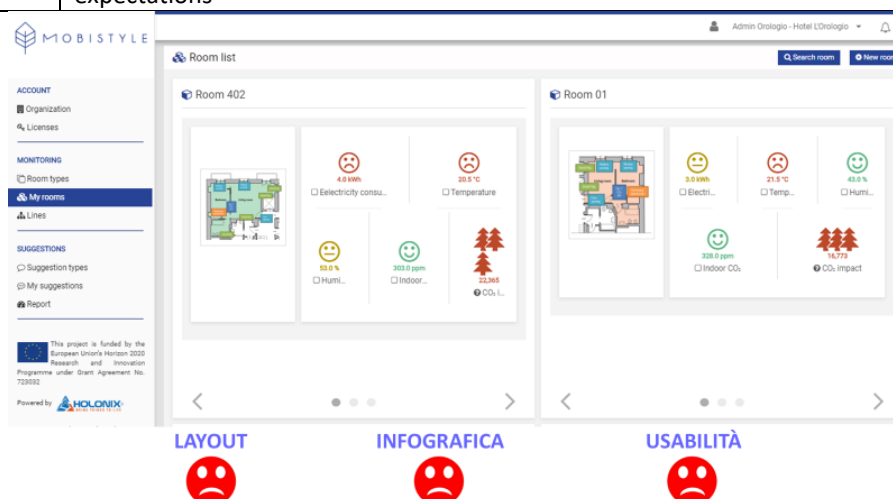 expectations
MOBISTYLE
Admin Orologio - Hotel L'Orologio
Room list
Search room
New room
ACCOUNT
Organization
Licenses
MONITORING
Room types
My rooms
Lines
SUGGESTIONS
Suggestion types
My suggestions
Report
This project is funded by the
European Union's Horizon 2020
Research and Innovation
Programme under Grant Agreement No.
723032
Powered by HOLONIX
Room 402
4.0 kWh
Eelectricity consu...
20.5 °C
Temperature
53.0 %
Humi...
303.0 ppm
Indoor...
22,365
CO₂ i...
Room 01
3.0 kWh
Electri...
21.5 °C
Temp...
43.0 %
Humi...
328.0 ppm
Indoor CO₂
16,773
CO₂ impact
LAYOUT
INFOGRAFICA
USABILITÀ